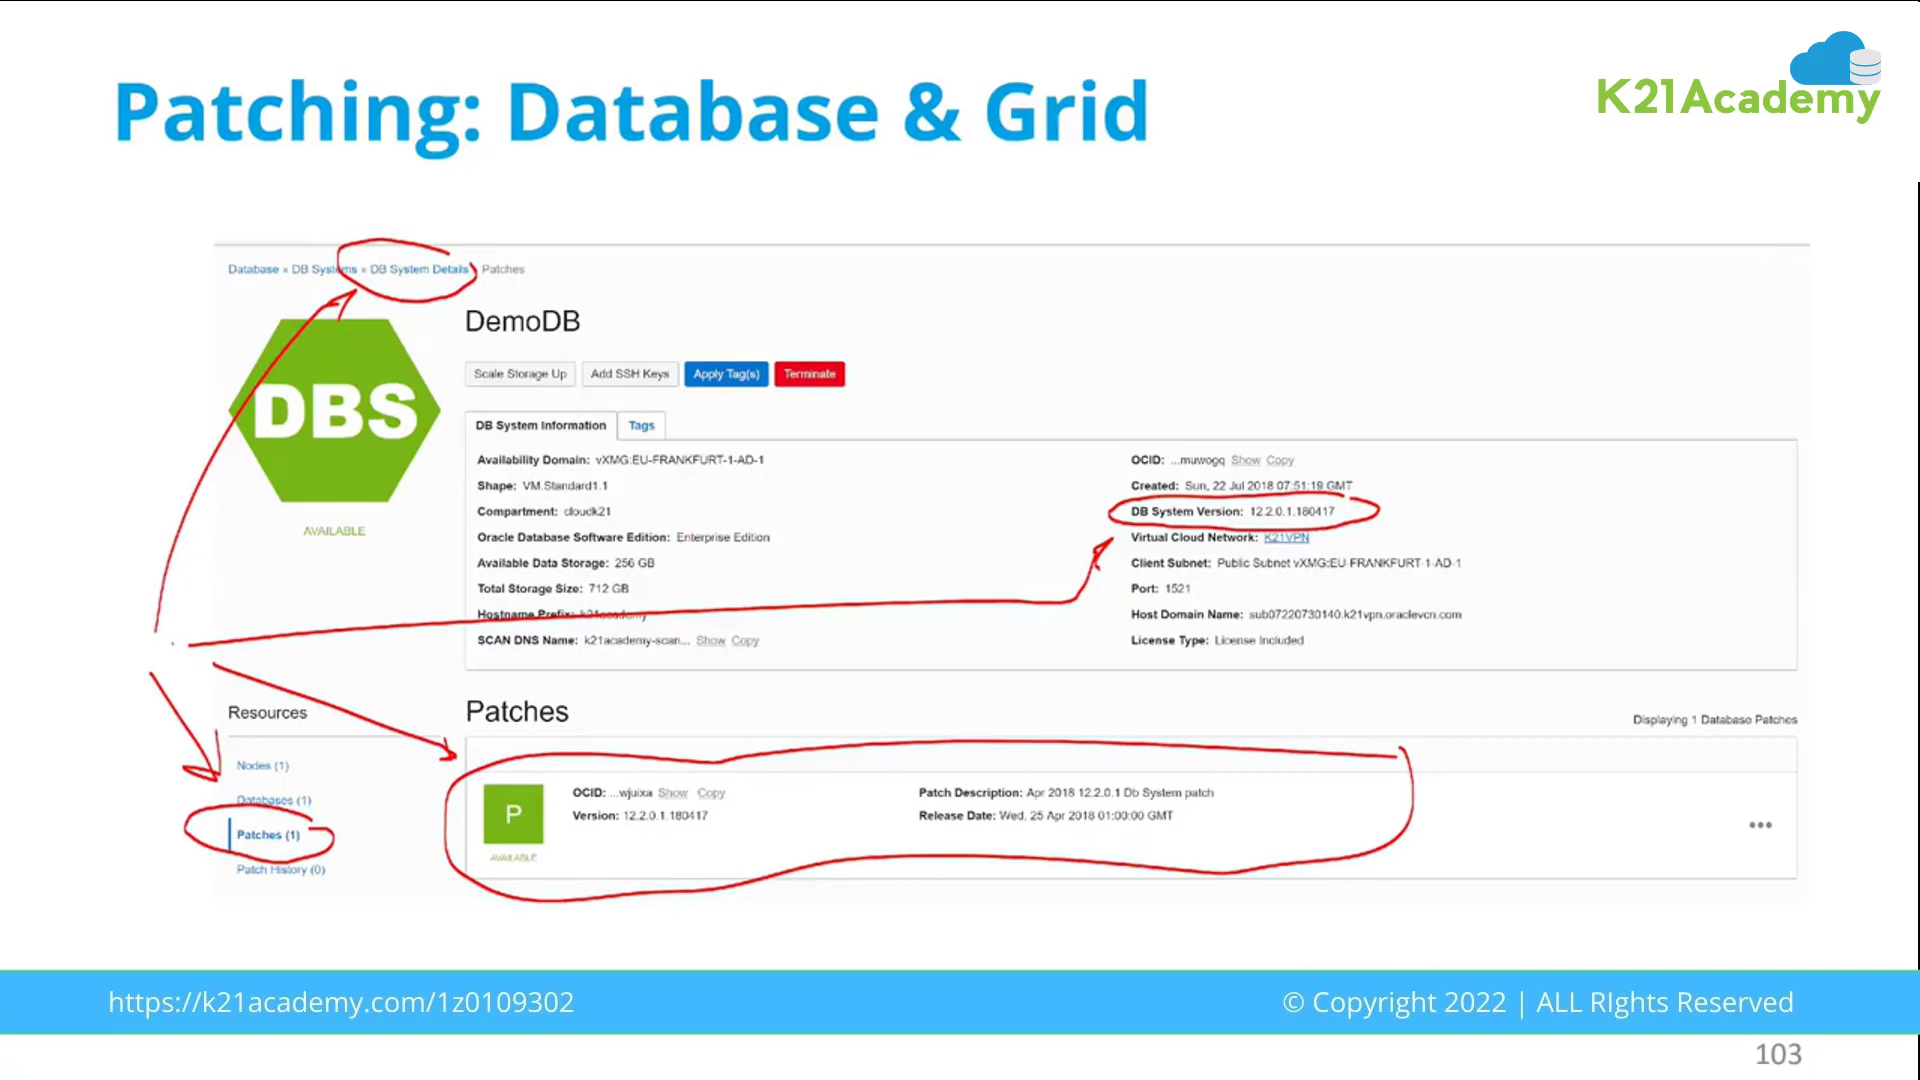 K21Academy
Patching: Database & Grid
Database » DB Systems » DB System Details » Patches
DBS
AVAILABLE
DemoDB
Scale Storage Up Add SSH Keys Apply Tag(s) Terminate
DB System Information Tags
Availability Domain: vXMG:EU-FRANKFURT-1-AD-1
Shape: VM.Standard1.1
Compartment: cloudk21
Oracle Database Software Edition: Enterprise Edition
Available Data Storage: 256 GB
Total Storage Size: 712 GB
Hostname Prefix: k21academy
SCAN DNS Name: k21academy-scan... Show Copy
OCID: ...muwogq Show Copy
Created: Sun, 22 Jul 2018 07:51:19 GMT
DB System Version: 12.2.0.1.180417
Virtual Cloud Network: K21VPN
Client Subnet: Public Subnet vXMG:EU-FRANKFURT-1-AD-1
Port: 1521
Host Domain Name: sub07220730140.k21vpn.oraclevcn.com
License Type: License Included
Resources
Nodes (1)
Databases (1)
Patches (1)
Patch History (0)
Patches
Displaying 1 Database Patches
P
AVAILABLE
OCID: ...wjuixa Show Copy
Version: 12.2.0.1.180417
Patch Description: Apr 2018 12.2.0.1 Db System patch
Release Date: Wed, 25 Apr 2018 01:00:00 GMT
https://k21academy.com/1z0109302
© Copyright 2022 | ALL RIghts Reserved
103